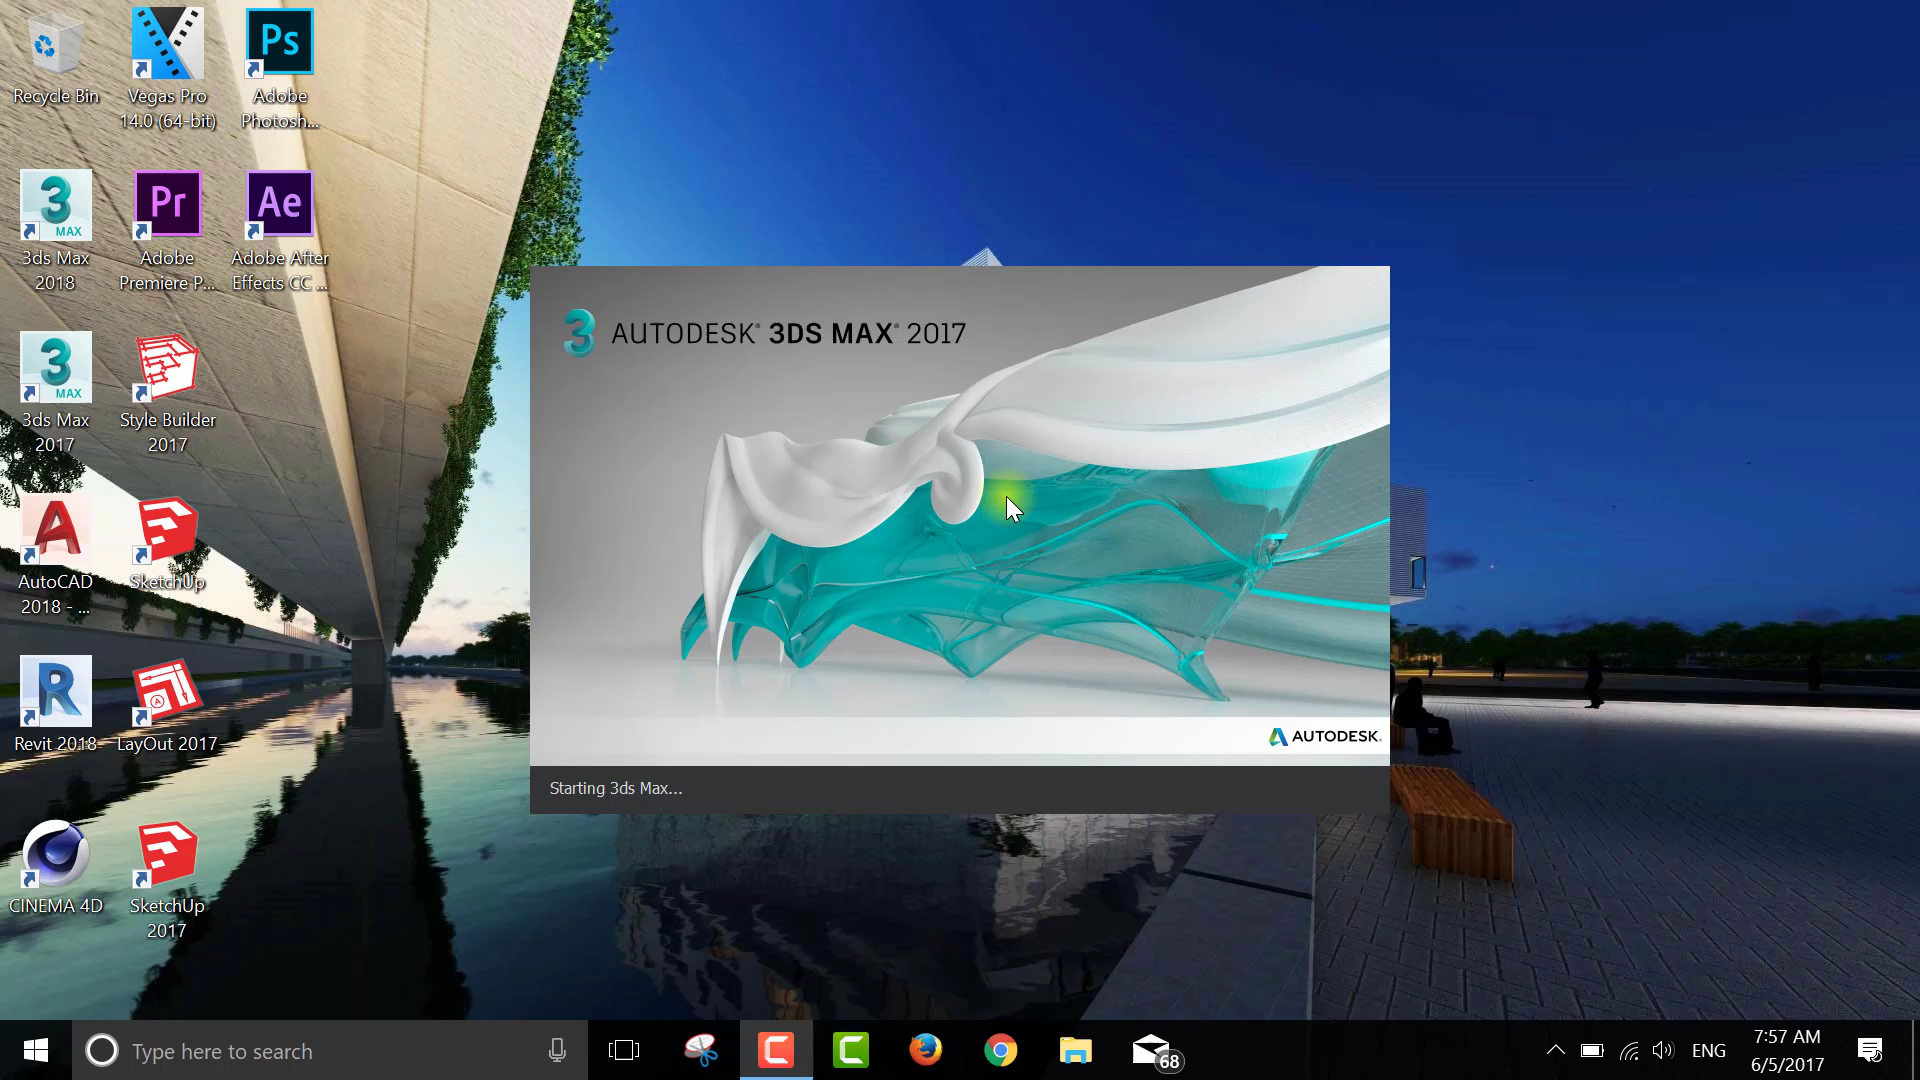 Recycle Bin
Vegas Pro
14.0 (64-bit)
Ps
Adobe
Photosh...
3
MAX
3ds Max
2018
Pr
Adobe
Premiere P...
Ae
Adobe After
Effects CC ...
3
MAX
3ds Max
2017
Style Builder
2017
A
AutoCAD
2018 - ...
SketchUp
R
Revit 2018
A
LayOut 2017
CINEMA 4D
SketchUp
2017
3 AUTODESK® 3DS MAX® 2017
AUTODESK®
Starting 3ds Max...
Type here to search
C
C
68
ENG
7:57 AM
6/5/2017